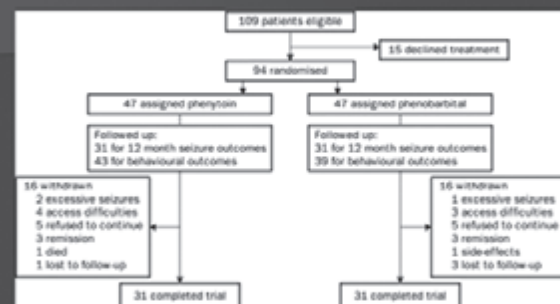 109 patients eligible
15 declined treatment
94 randomised
47 assigned phenytoin
47 assigned phenobarbital
Followed up:
31 for 12 month seizure outcomes
43 for behavioural outcomes
Followed up:
31 for 12 month seizure outcomes
39 for behavioural outcomes
16 withdrawn
2 excessive seizures
4 access difficulties
5 refused to continue
3 remission
1 died
1 lost to follow-up
16 withdrawn
1 excessive seizures
3 access difficulties
5 refused to continue
3 remission
1 side-effects
3 lost to follow-up
31 completed trial
31 completed trial